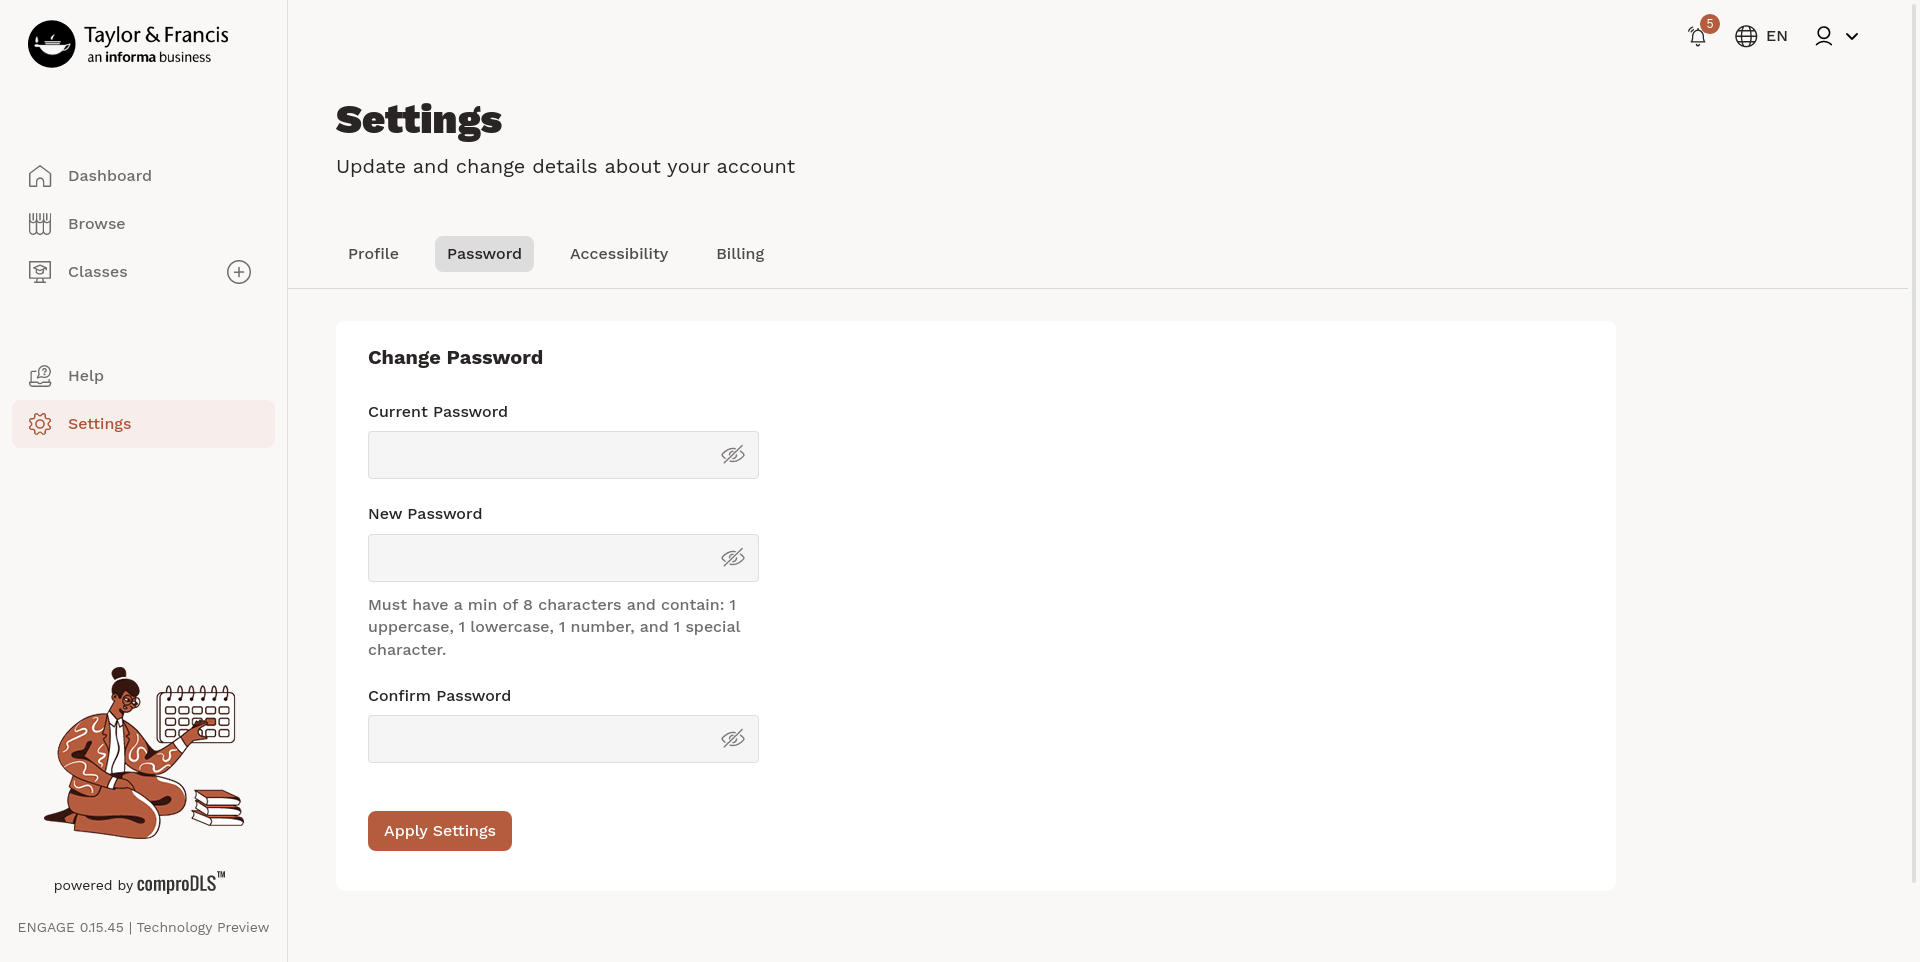 Taylor & Francis
an informa business
5
EN
Settings
Update and change details about your account
Dashboard
Browse
Classes
Help
Settings
Profile
Password
Accessibility
Billing
Change Password
Current Password
New Password
Must have a min of 8 characters and contain: 1
uppercase, 1 lowercase, 1 number, and 1 special
character.
Confirm Password
Apply Settings
powered by comproDLS™
ENGAGE 0.15.45 | Technology Preview